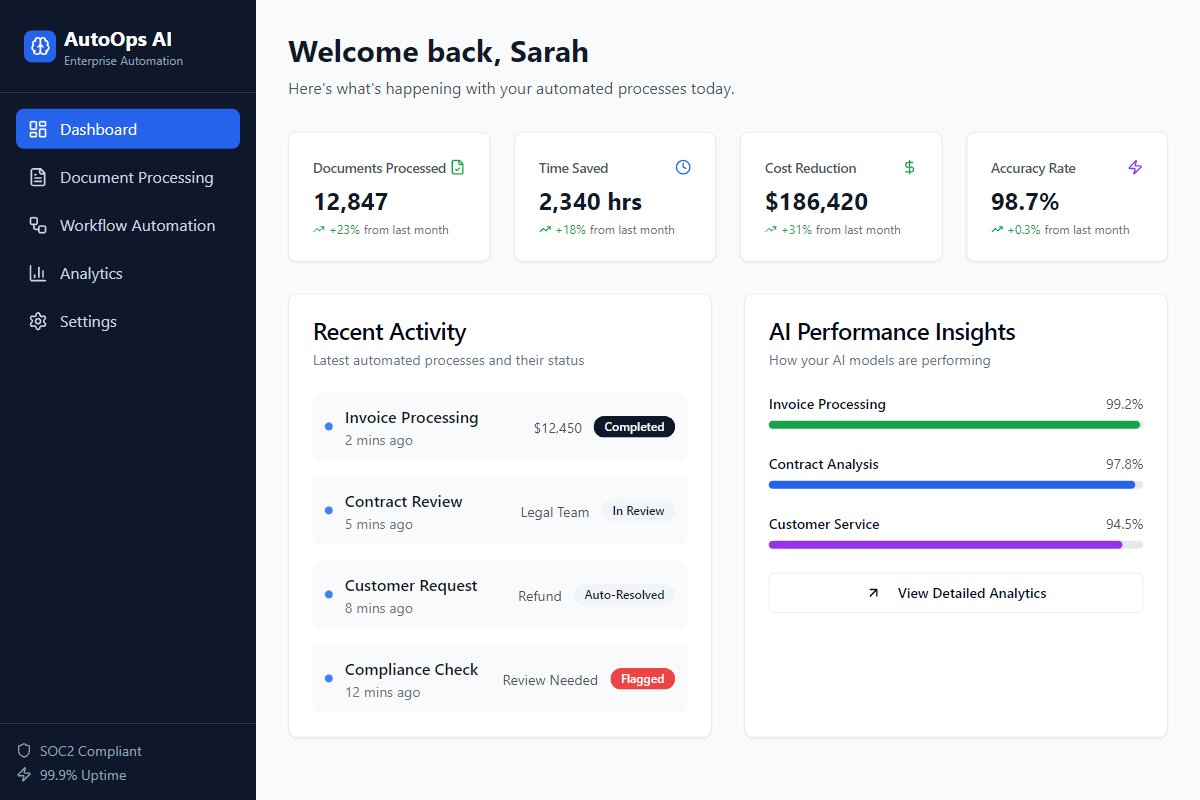 AutoOps AI
Enterprise Automation
Dashboard
Document Processing
Workflow Automation
Analytics
Settings
SOC2 Compliant
99.9% Uptime
Welcome back, Sarah
Here's what's happening with your automated processes today.
Documents Processed
12,847
+23% from last month
Time Saved
2,340 hrs
+18% from last month
Cost Reduction
$186,420
+31% from last month
Accuracy Rate
98.7%
+0.3% from last month
Recent Activity
Latest automated processes and their status
Invoice Processing
2 mins ago
$12,450
Completed
Contract Review
5 mins ago
Legal Team
In Review
Customer Request
8 mins ago
Refund
Auto-Resolved
Compliance Check
12 mins ago
Review Needed
Flagged
AI Performance Insights
How your AI models are performing
Invoice Processing 99.2%
Contract Analysis 97.8%
Customer Service 94.5%
View Detailed Analytics